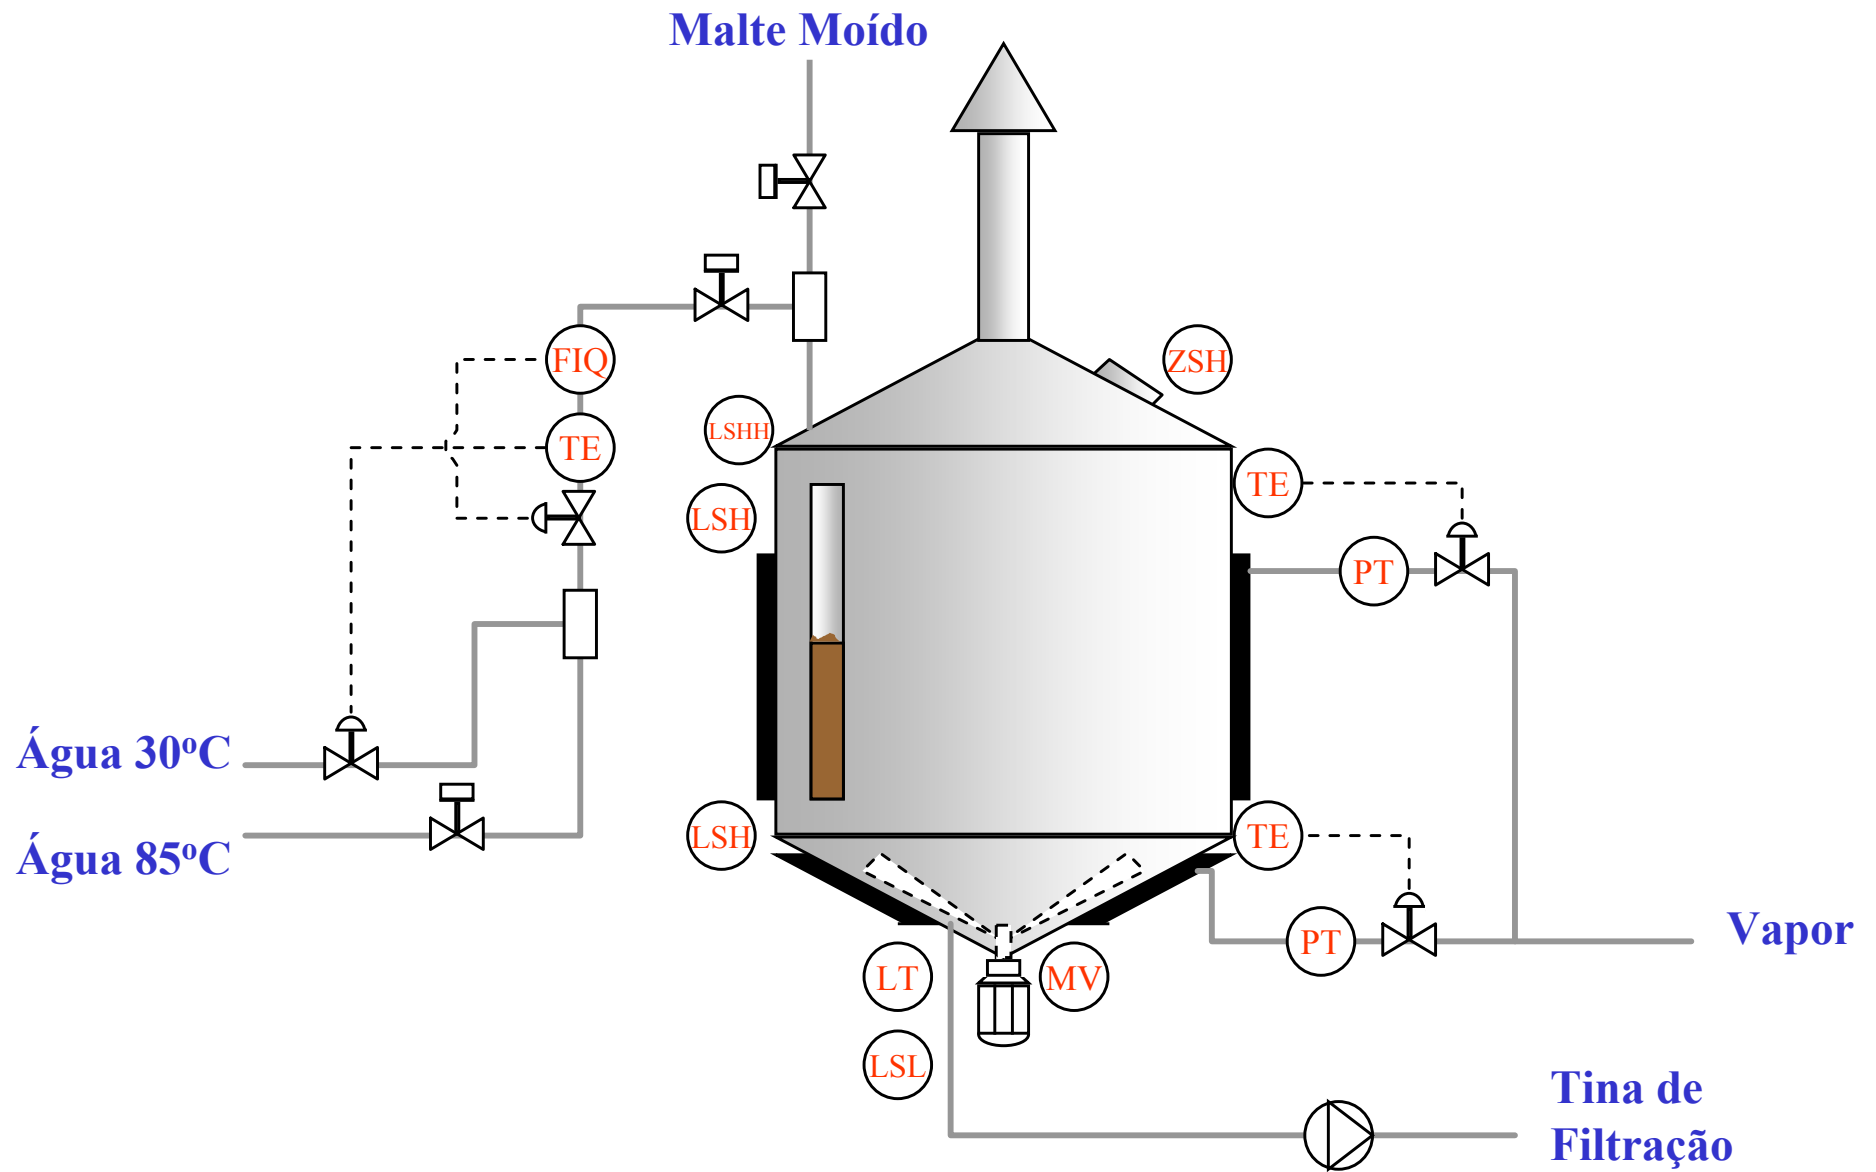 Malte Moído
FIQ
ZSH
LSHH
TE
TE
LSH
PT
Água 30ºC
Água 85ºC
LSH
TE
PT
Vapor
LT
MV
LSL
Tina de
Filtração